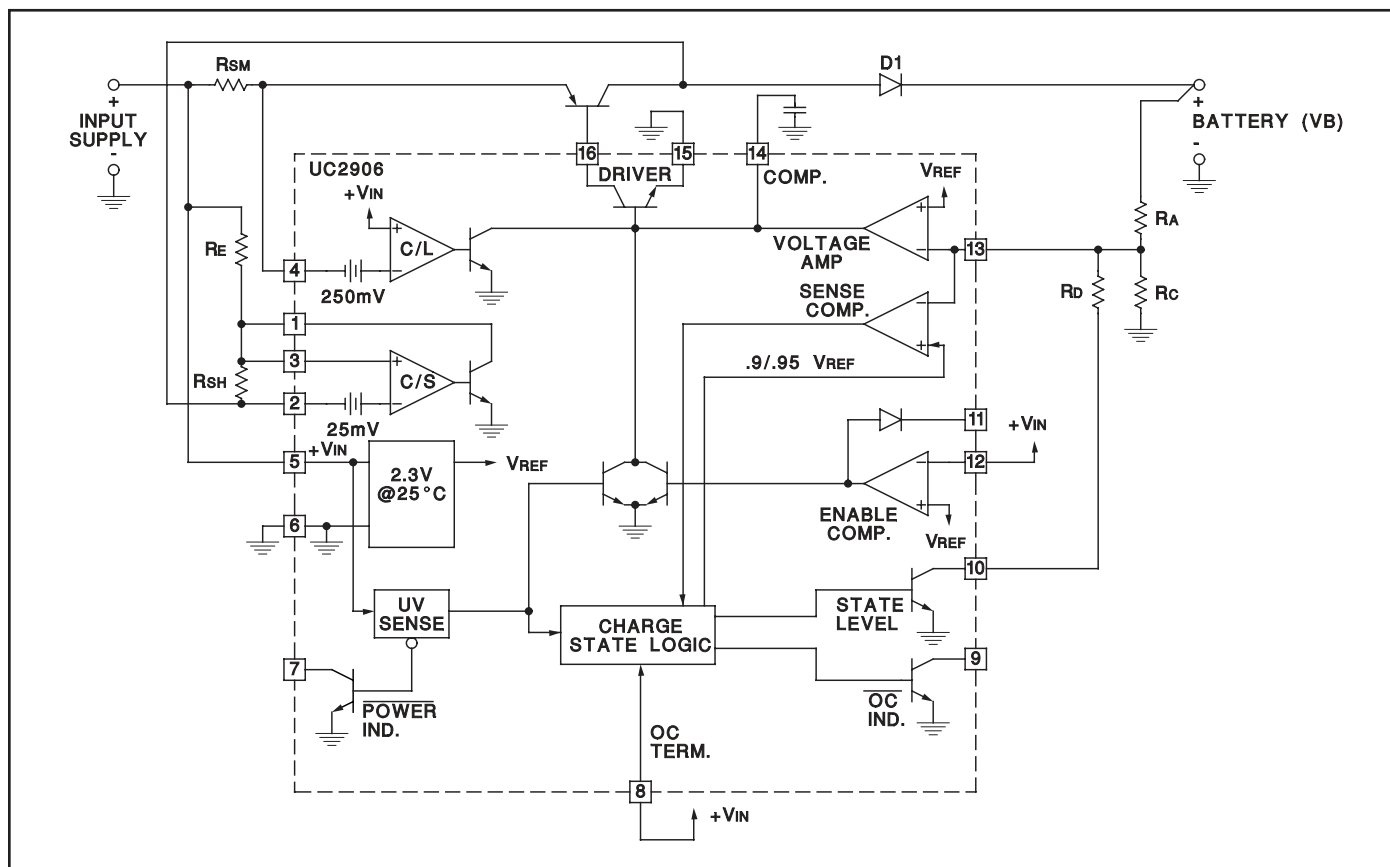 RSM
D1
+
INPUT
SUPPLY
-
+
BATTERY (VB)
-
16
15
14
UC2906
DRIVER
COMP.
+VIN
VREF
+
C/L
-
+
-
VOLTAGE
AMP
13
RA
RE
4
250mV
SENSE
COMP.
RD
RC
1
-
+
3
+
C/S
-
.9/.95 VREF
RSH
2
25mV
11
+VIN
5
+VIN
2.3V
@25°C
VREF
-
12
+
ENABLE
COMP.
VREF
6
10
UV
SENSE
CHARGE
STATE LOGIC
STATE
LEVEL
7
9
POWER
IND.
OC
IND.
OC
TERM.
8
+VIN